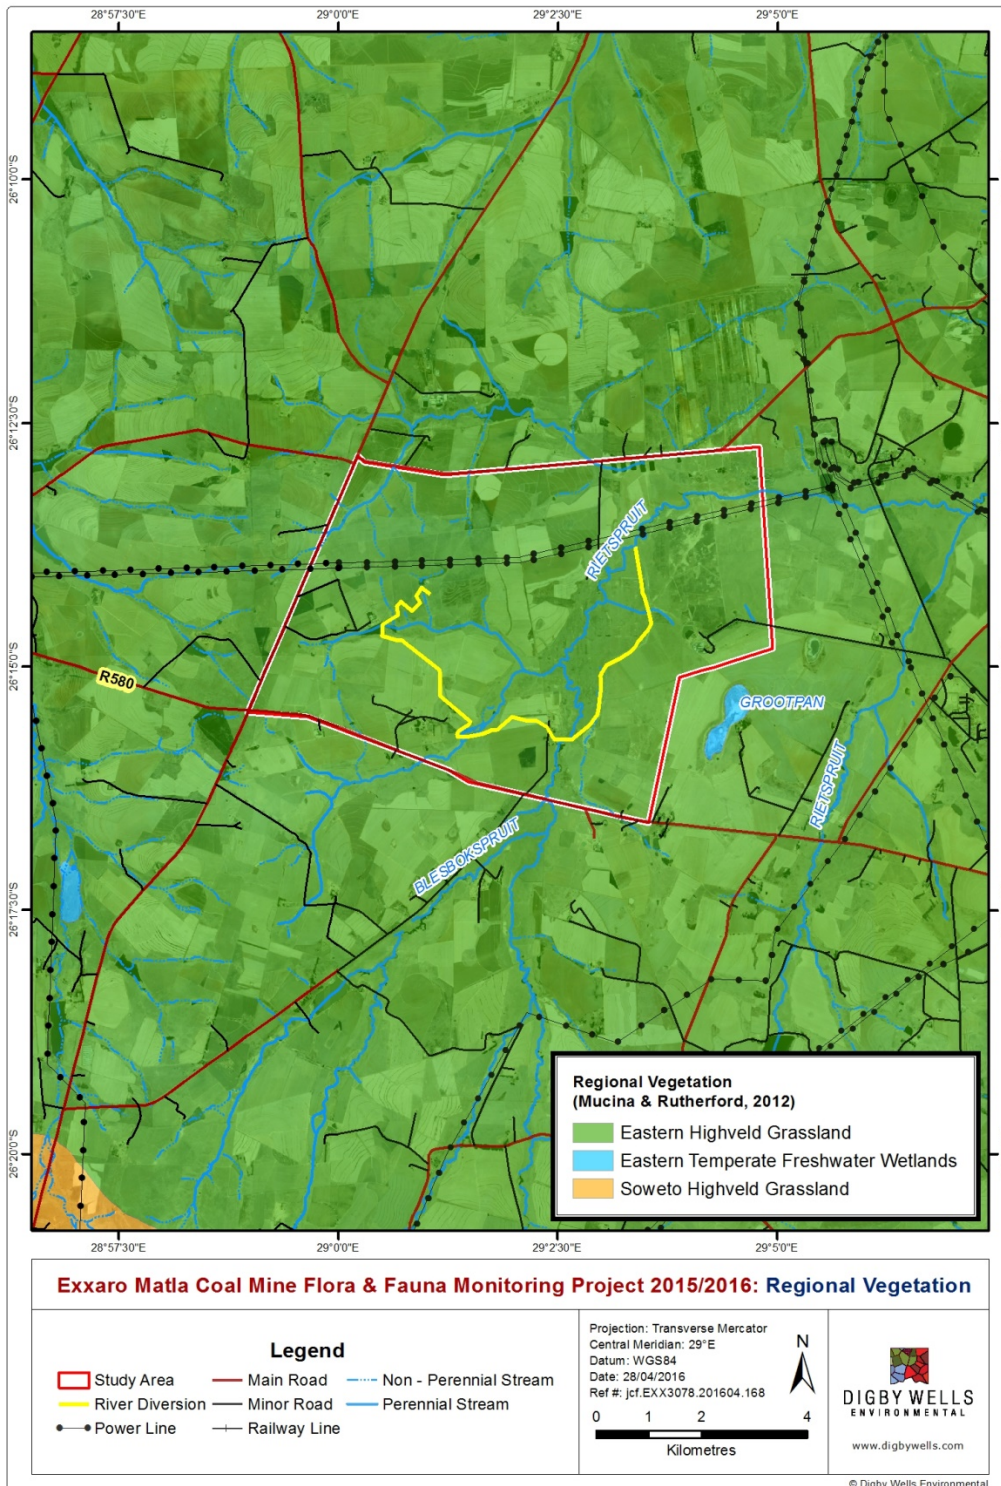 28°57'30"E 29°0'0"E 29°2'30"E 29°5'0"E
26°10'0"S
26°12'30"S
26°15'0"S
26°17'30"S
26°20'0"S
RIETSPRUIT
R580
GROOTPAN
RIETSPRUIT
BLESBOKSPRUIT
Regional Vegetation
(Mucina & Rutherford, 2012)
Eastern Highveld Grassland
Eastern Temperate Freshwater Wetlands
Soweto Highveld Grassland
28°57'30"E 29°0'0"E 29°2'30"E 29°5'0"E
Exxaro Matla Coal Mine Flora & Fauna Monitoring Project 2015/2016: Regional Vegetation
Legend
Study Area Main Road Non - Perennial Stream
River Diversion Minor Road Perennial Stream
Power Line Railway Line
Projection: Transverse Mercator
Central Meridian: 29°E
Datum: WGS84
Date: 28/04/2016
Ref #: jcf.EXX3078.201604.168
N
0 1 2 4
Kilometres
DIGBY WELLS
ENVIRONMENTAL
www.digbywells.com
© Digby Wells Environmental